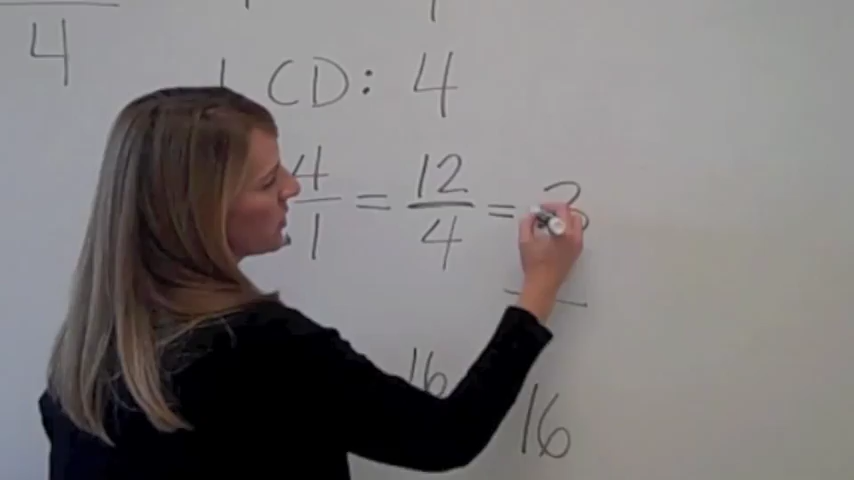 4
LCD: 4
4/1 = 12/4 = 3
16
16